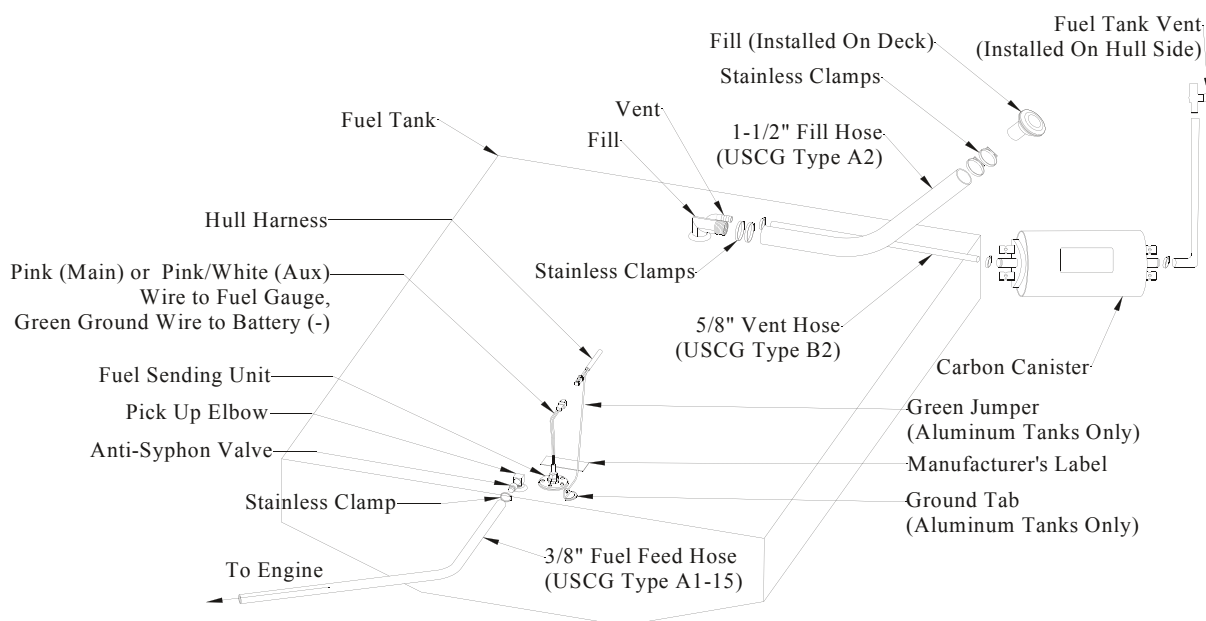 Fuel Tank Vent
(Installed On Hull Side)
Fill (Installed On Deck)
Stainless Clamps
Vent
Fill
1-1/2" Fill Hose
(USCG Type A2)
Fuel Tank
Hull Harness
Stainless Clamps
Pink (Main) or Pink/White (Aux)
Wire to Fuel Gauge,
Green Ground Wire to Battery (-)
5/8" Vent Hose
(USCG Type B2)
Carbon Canister
Fuel Sending Unit
Pick Up Elbow
Anti-Syphon Valve
Stainless Clamp
Green Jumper
(Aluminum Tanks Only)
Manufacturer's Label
Ground Tab
(Aluminum Tanks Only)
3/8" Fuel Feed Hose
(USCG Type A1-15)
To Engine